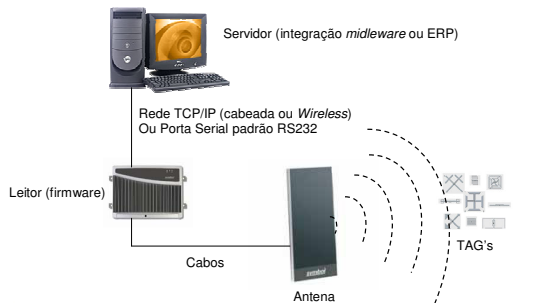 Servidor (integração midleware ou ERP)
Rede TCP/IP (cabeada ou Wireless)
Ou Porta Serial padrão RS232
Leitor (firmware)
TAG's
Cabos
Antena